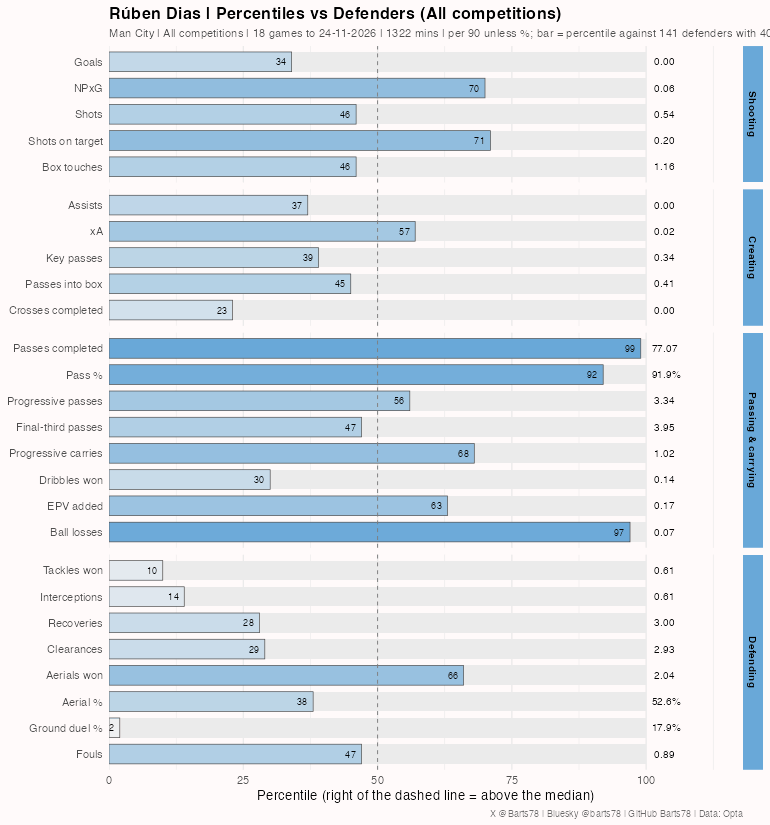 Rúben Dias | Percentiles vs Defenders (All competitions)
Man City | All competitions | 18 games to 24-11-2026 | 1322 mins | per 90 unless %; bar = percentile against 141 defenders with 40
Goals 34 0.00
NPxG 70 0.06
Shots 46 0.54
Shots on target 71 0.20
Box touches 46 1.16
Shooting
Assists 37 0.00
xA 57 0.02
Key passes 39 0.34
Passes into box 45 0.41
Crosses completed 23 0.00
Creating
Passes completed 99 77.07
Pass % 92 91.9%
Progressive passes 56 3.34
Final-third passes 47 3.95
Progressive carries 68 1.02
Dribbles won 30 0.14
EPV added 63 0.17
Ball losses 97 0.07
Passing & carrying
Tackles won 10 0.61
Interceptions 14 0.61
Recoveries 28 3.00
Clearances 29 2.93
Aerials won 66 2.04
Aerial % 38 52.6%
Ground duel % 2 17.9%
Fouls 47 0.89
Defending
0 25 50 75 100
Percentile (right of the dashed line = above the median)
X @Barts78 | Bluesky @barts78 | GitHub Barts78 | Data: Opta